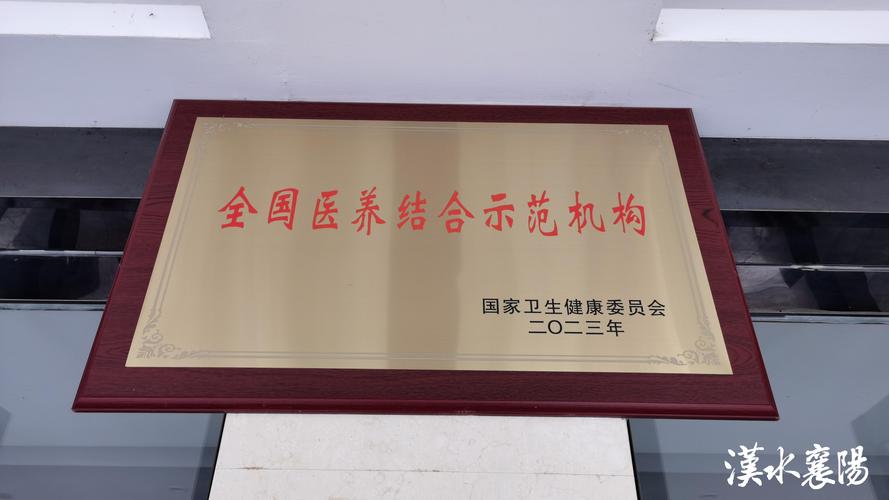 全国医养结合示范机构
国家卫生健康委员会
二〇二三年
漢水襄陽